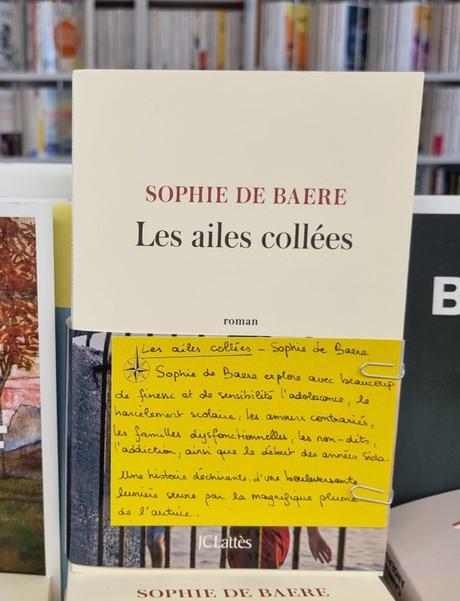 SOPHIE DE BAERE
Les ailes collées
roman
Les ailes collées - Sophie de Baere
Sophie de Baere explore avec beaucoup
de finesse et de sensibilité l'adolescence, le
harcèlement scolaire, les amours contrariés,
les familles dysfonctionnelles, les non-dits,
l'addiction, ainsi que le début des années Sida.
Une histoire déchirante, d'une bouleversante
lumière servie par la magnifique plume
de l'autrice.
JC Lattès
SOPHIE DE BAERE
B